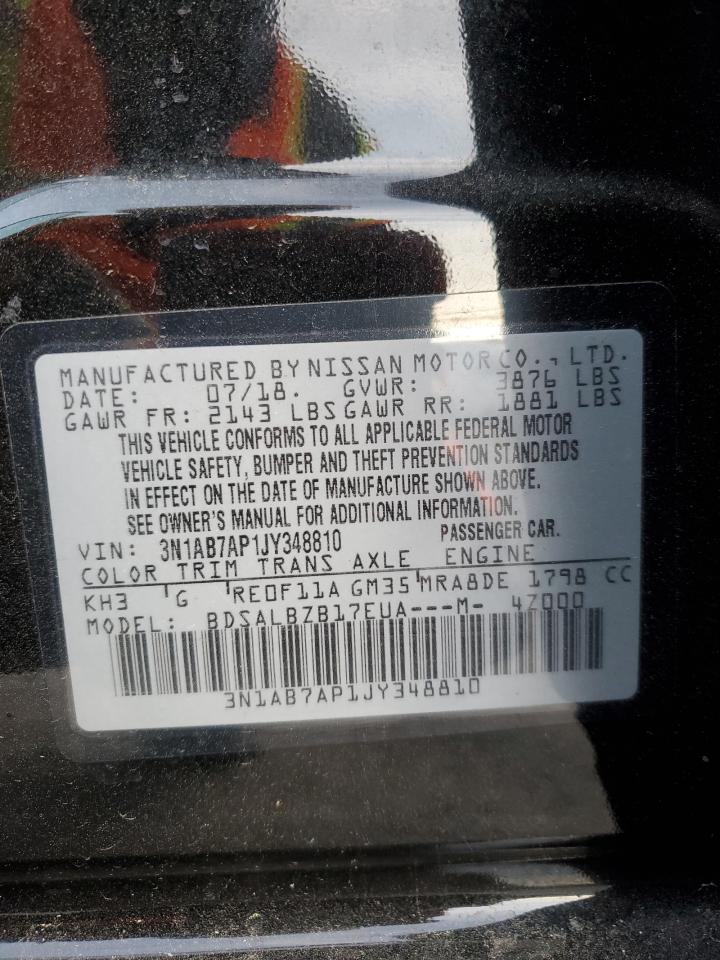 MANUFACTURED BY NISSAN MOTOR CO., LTD.
DATE: 07/18. GVWR: 3876 LBS
GAWR FR: 2143 LBS GAWR RR: 1881 LBS
THIS VEHICLE CONFORMS TO ALL APPLICABLE FEDERAL MOTOR
VEHICLE SAFETY, BUMPER AND THEFT PREVENTION STANDARDS
IN EFFECT ON THE DATE OF MANUFACTURE SHOWN ABOVE.
SEE OWNER'S MANUAL FOR ADDITIONAL INFORMATION.
VIN: 3N1AB7AP1JY348810 PASSENGER CAR.
COLOR TRIM TRANS AXLE ENGINE
KH3 G RE0F11A GM35 MRA8DE 1798 CC
MODEL: BDSALBZB17EUA---M- 4Z000
3N1AB7AP1JY348810